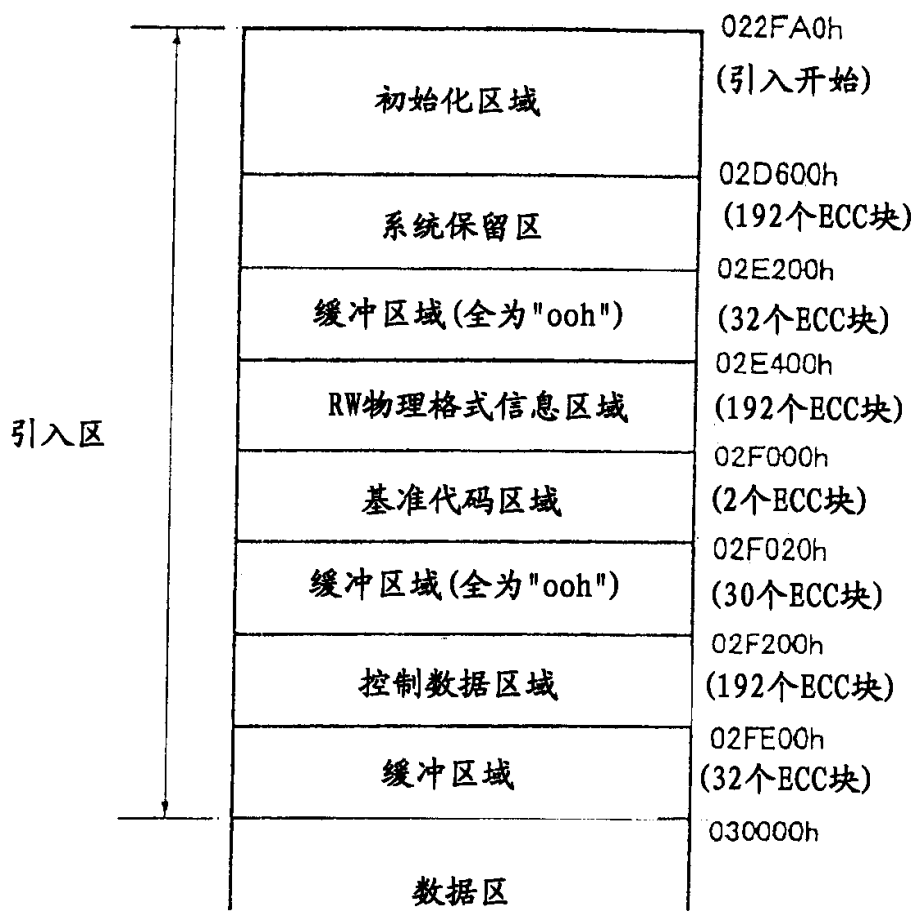 022FA0h
(引入开始)
初始化区域
02D600h
(192个ECC块)
系统保留区
02E200h
(32个ECC块)
缓冲区域(全为"ooh")
02E400h
(192个ECC块)
RW物理格式信息区域
引入区
02F000h
(2个ECC块)
基准代码区域
02F020h
(30个ECC块)
缓冲区域(全为"ooh")
02F200h
(192个ECC块)
控制数据区域
02FE00h
(32个ECC块)
缓冲区域
030000h
数据区